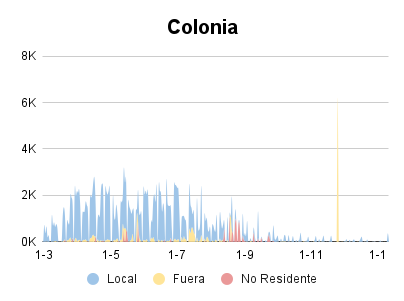 Colonia
8K
6K
4K
2K
0K
1-3 1-5 1-7 1-9 1-11 1-1
Local Fuera No Residente